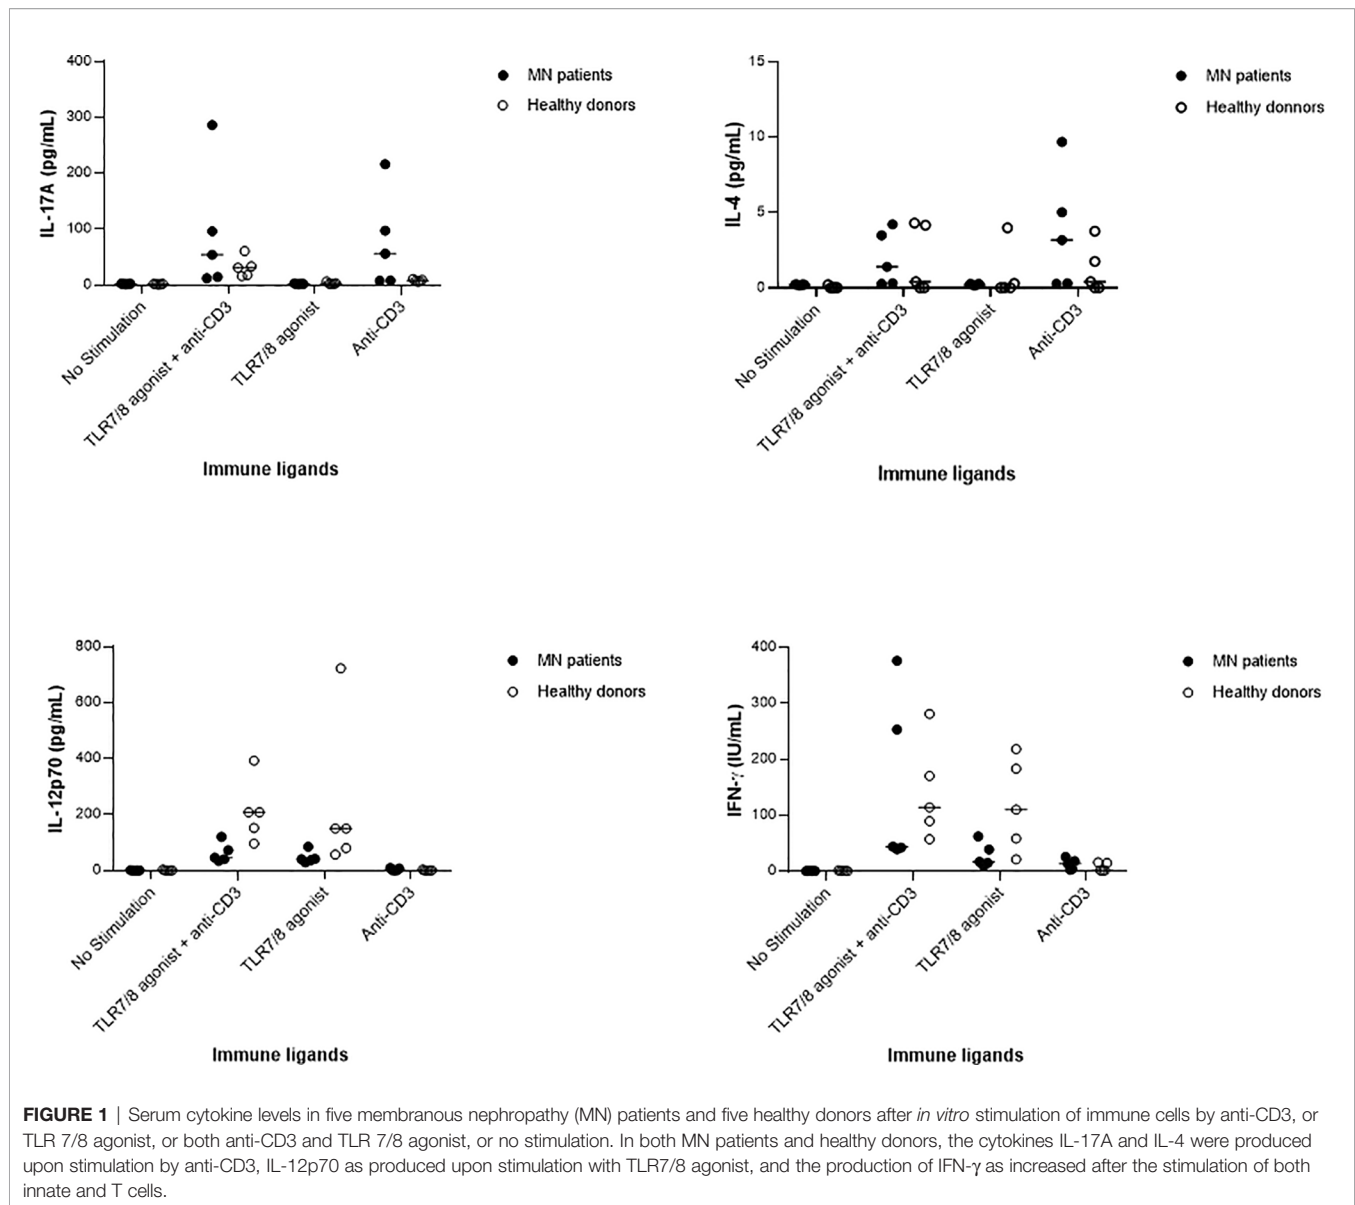 400
300
200
100
0
IL-17A (pg/mL)
MN patients
Healthy donors
No Stimulation
TLR7/8 agonist + anti-CD3
TLR7/8 agonist
Anti-CD3
Immune ligands
15
10
5
0
IL-4 (pg/mL)
MN patients
Healthy donnors
No Stimulation
TLR7/8 agonist + anti-CD3
TLR7/8 agonist
Anti-CD3
Immune ligands
800
600
400
200
0
IL-12p70 (pg/mL)
MN patients
Healthy donors
No Stimulation
TLR7/8 agonist + anti-CD3
TLR7/8 agonist
Anti-CD3
Immune ligands
400
300
200
100
0
IFN-γ (IU/mL)
MN patients
Healthy donors
No Stimulation
TLR7/8 agonist + anti-CD3
TLR7/8 agonist
Anti-CD3
Immune ligands
FIGURE 1 | Serum cytokine levels in five membranous nephropathy (MN) patients and five healthy donors after in vitro stimulation of immune cells by anti-CD3, or
TLR 7/8 agonist, or both anti-CD3 and TLR 7/8 agonist, or no stimulation. In both MN patients and healthy donors, the cytokines IL-17A and IL-4 were produced
upon stimulation by anti-CD3, IL-12p70 as produced upon stimulation with TLR7/8 agonist, and the production of IFN-γ as increased after the stimulation of both
innate and T cells.